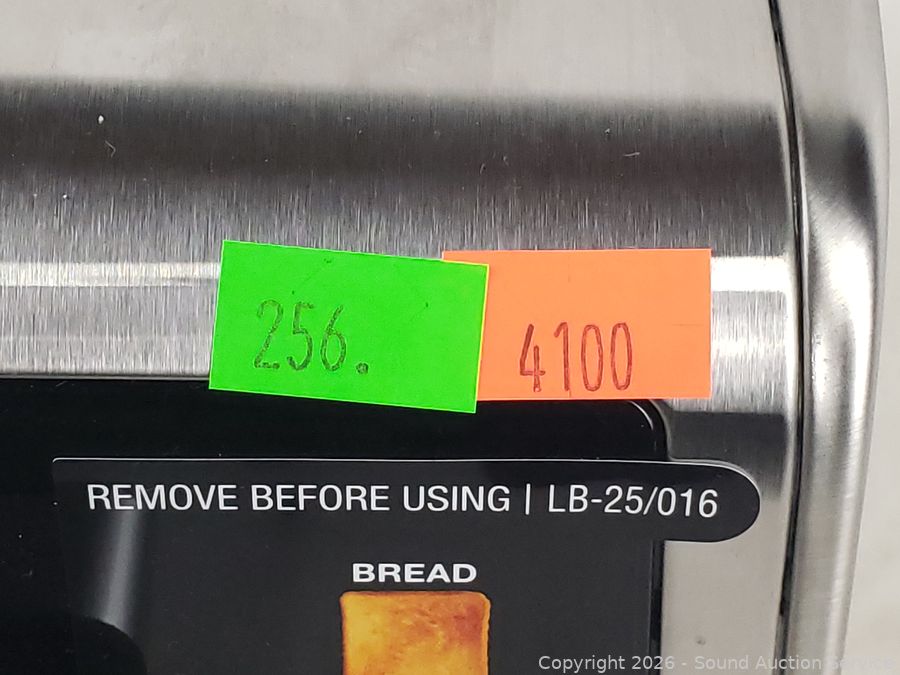 256.
4100
REMOVE BEFORE USING | LB-25/016
BREAD
Copyright 2026 - Sound Auction Service